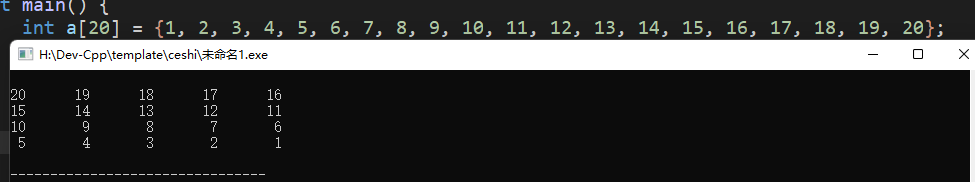 t main() {
int a[20] = {1, 2, 3, 4, 5, 6, 7, 8, 9, 10, 11, 12, 13, 14, 15, 16, 17, 18, 19, 20};
H:\Dev-Cpp\template\ceshi\未命名1.exe
20 19 18 17 16
15 14 13 12 11
10 9 8 7 6
5 4 3 2 1
--------------------------------